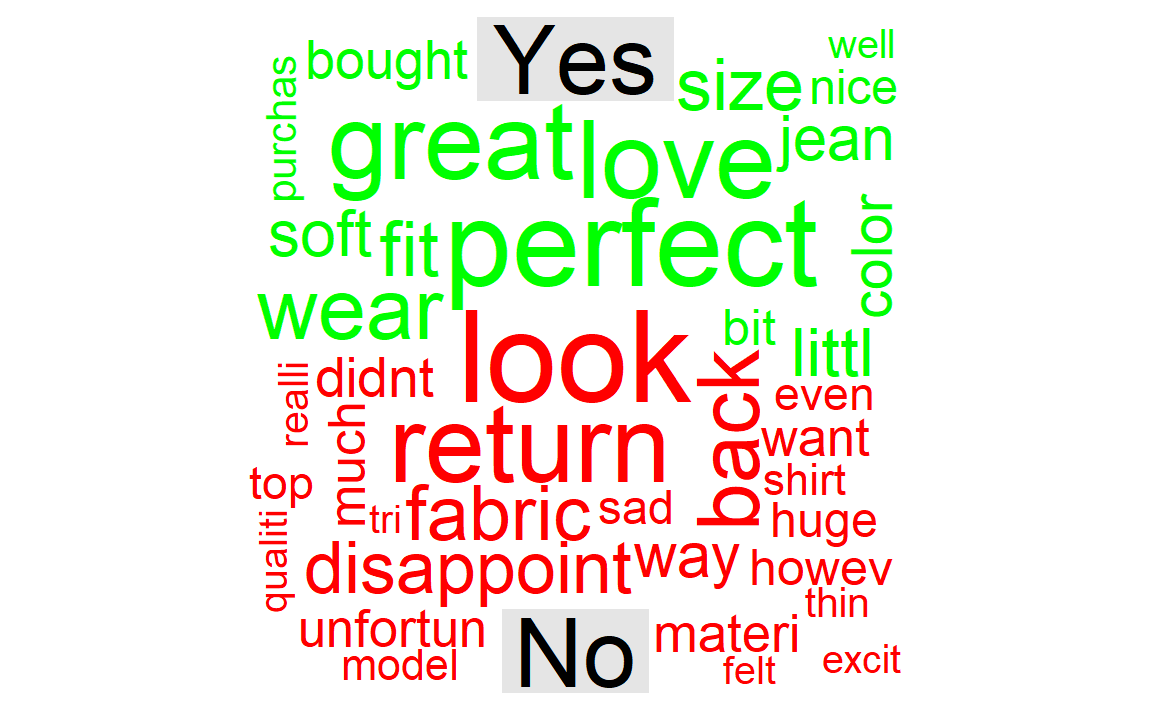 Yes
well
bought
size
nice
purchas
great
love
jean
soft
fit
perfect
color
wear
look
bit
littl
didnt
realli
back
even
much
return
want
top
shirt
tri
fabric
sad
huge
qualiti
disappoint
way
howev
thin
unfortun
No
materi
model
felt
excit